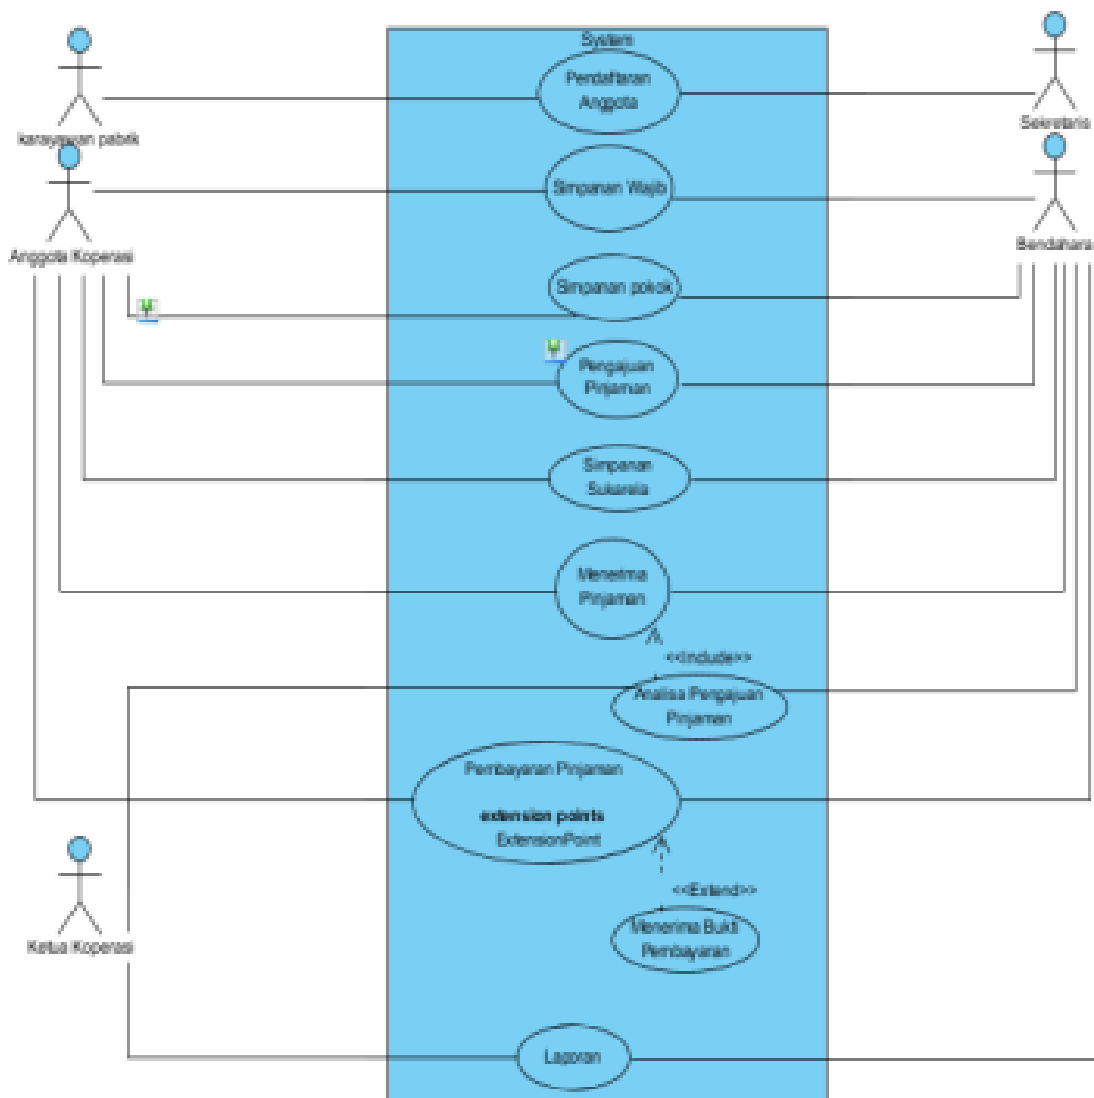 System
Pendaftaran
Anggota
karayawan pabrik
Sekretaris
Simpanan Wajib
Anggota Koperasi
Bendahara
Simpanan pokok
Pengajuan
Pinjaman
Simpanan
Sukarela
Menerima
Pinjaman
<<Include>>
Analisa Pengajuan
Pinjaman
Pembayaran Pinjaman
extension points
ExtensionPoint
<<Extend>>
Menerima Bukti
Pembayaran
Ketua Koperasi
Laporan